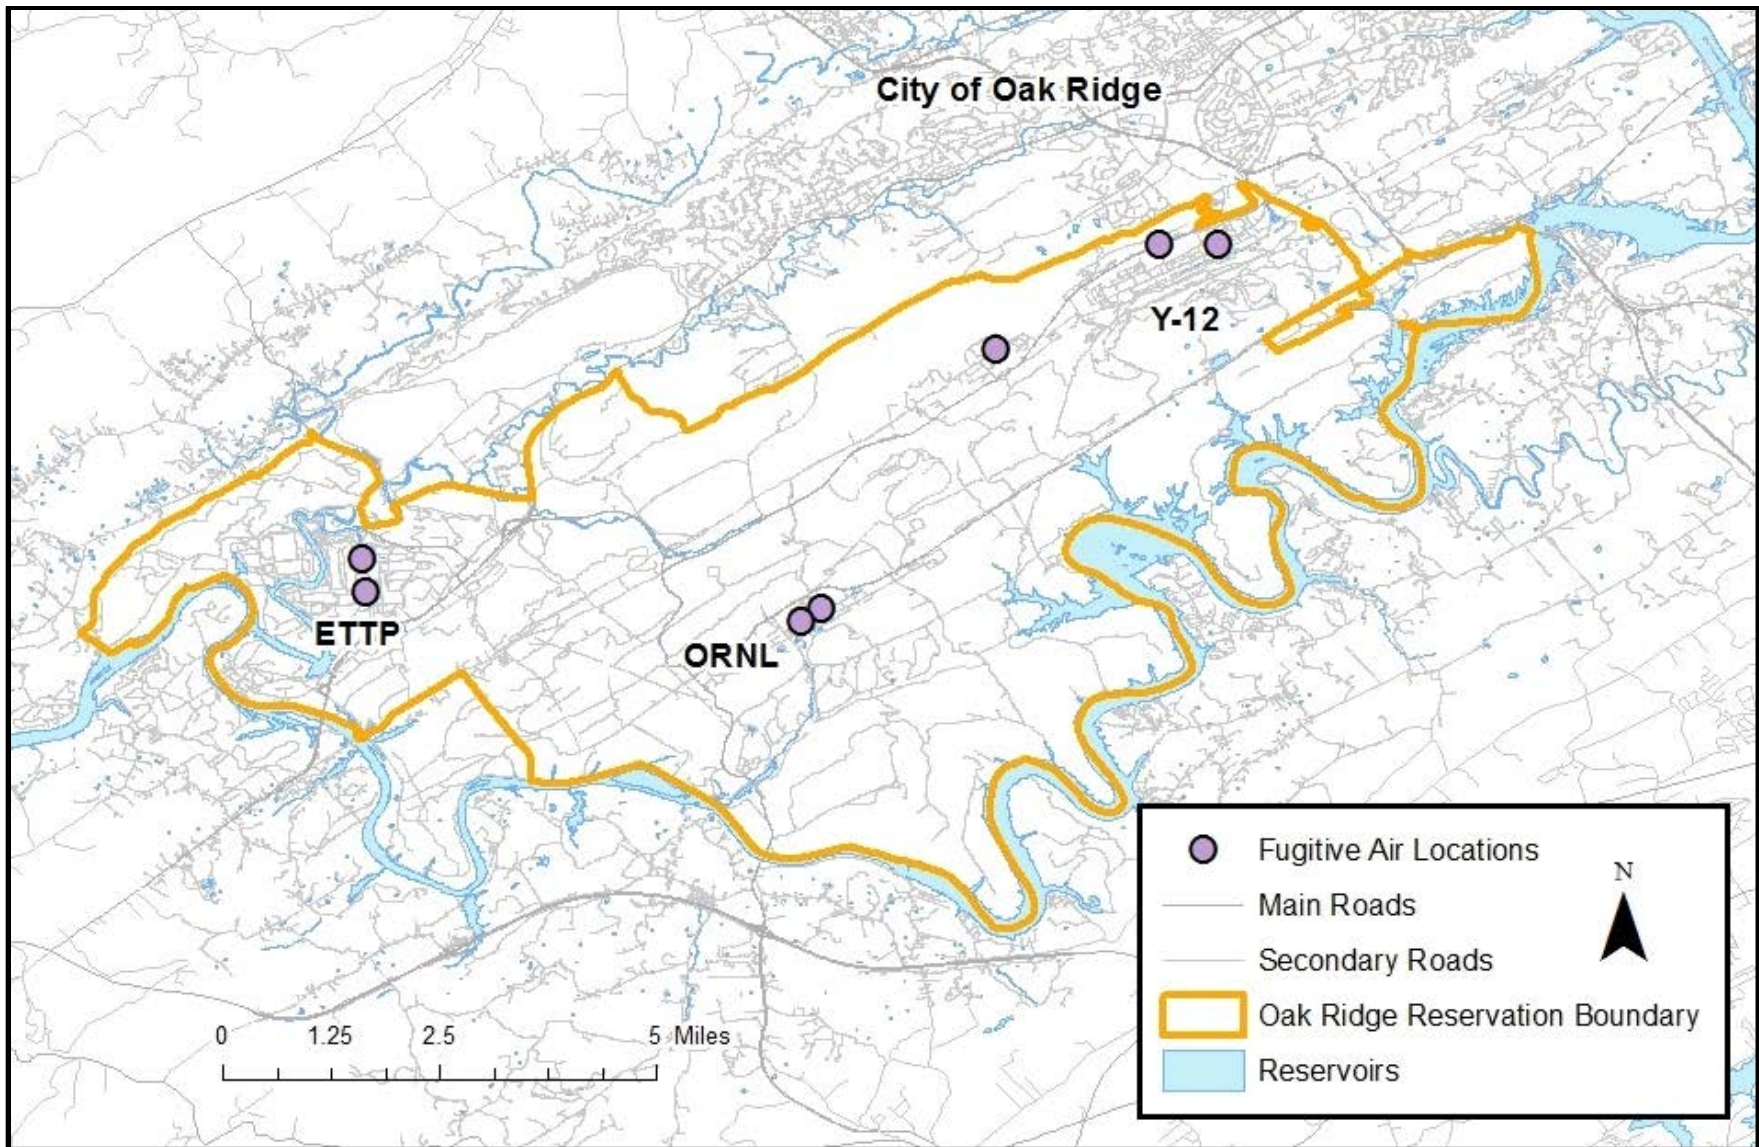 City of Oak Ridge
Y-12
ETTP
ORNL
Fugitive Air Locations
N
Main Roads
Secondary Roads
Oak Ridge Reservation Boundary
Reservoirs
0 1.25 2.5 5 Miles